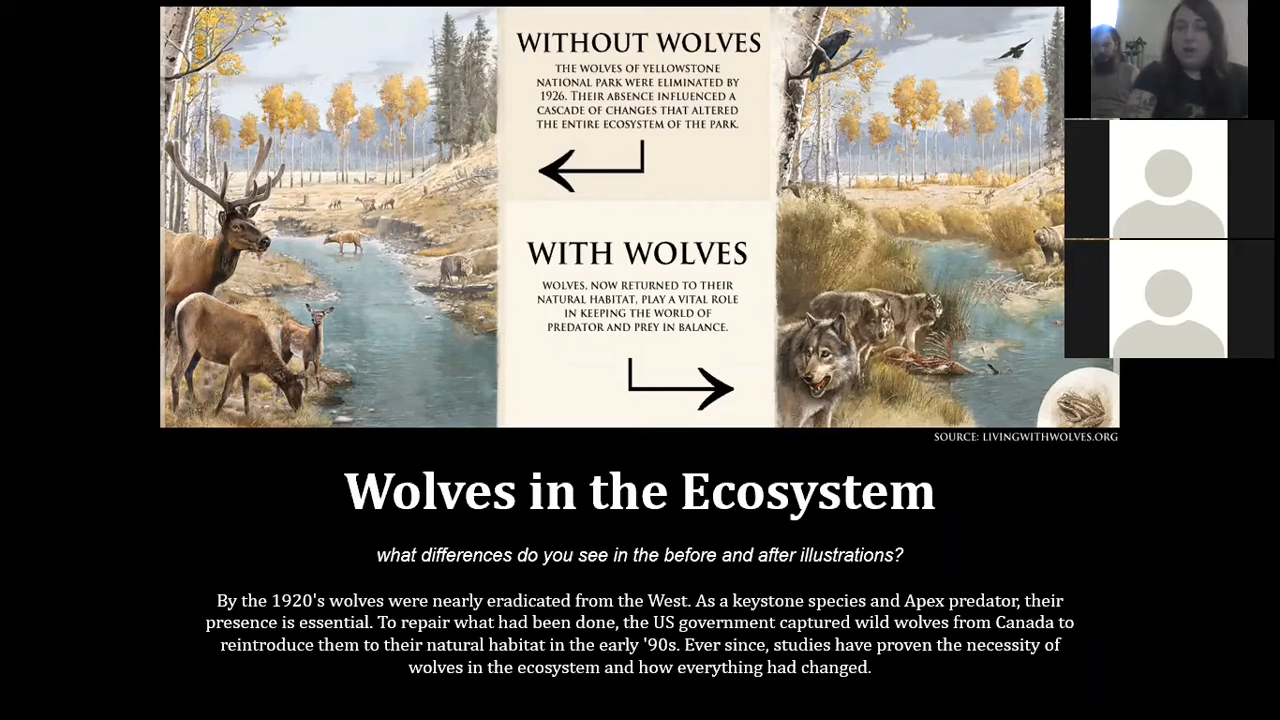 WITHOUT WOLVES
THE WOLVES OF YELLOWSTONE
NATIONAL PARK WERE ELIMINATED BY
1926. THEIR ABSENCE INFLUENCED A
CASCADE OF CHANGES THAT ALTERED
THE ENTIRE ECOSYSTEM OF THE PARK.
WITH WOLVES
WOLVES, NOW RETURNED TO THEIR
NATURAL HABITAT, PLAY A VITAL ROLE
IN KEEPING THE WORLD OF
PREDATOR AND PREY IN BALANCE.
SOURCE: LIVINGWITHWOLVES.ORG
Wolves in the Ecosystem
what differences do you see in the before and after illustrations?
By the 1920's wolves were nearly eradicated from the West. As a keystone species and Apex predator, their
presence is essential. To repair what had been done, the US government captured wild wolves from Canada to
reintroduce them to their natural habitat in the early '90s. Ever since, studies have proven the necessity of
wolves in the ecosystem and how everything had changed.